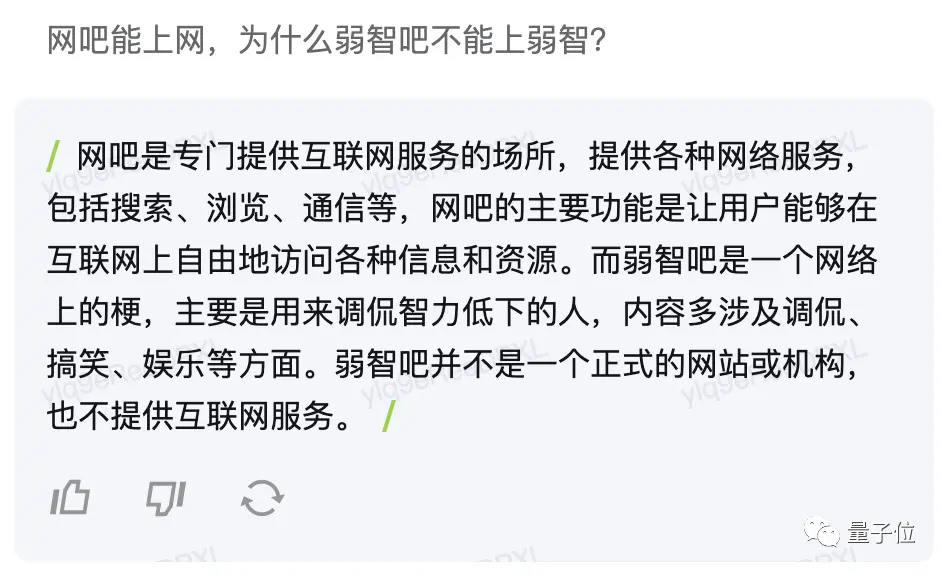 网吧能上网，为什么弱智吧不能上弱智？
/ 网吧是专门提供互联网服务的场所，提供各种网络服务，
包括搜索、浏览、通信等，网吧的主要功能是让用户能够在
互联网上自由地访问各种信息和资源。而弱智吧是一个网络
上的梗，主要是用来调侃智力低下的人，内容多涉及调侃、
搞笑、娱乐等方面。弱智吧并不是一个正式的网站或机构，
也不提供互联网服务。 /
量子位